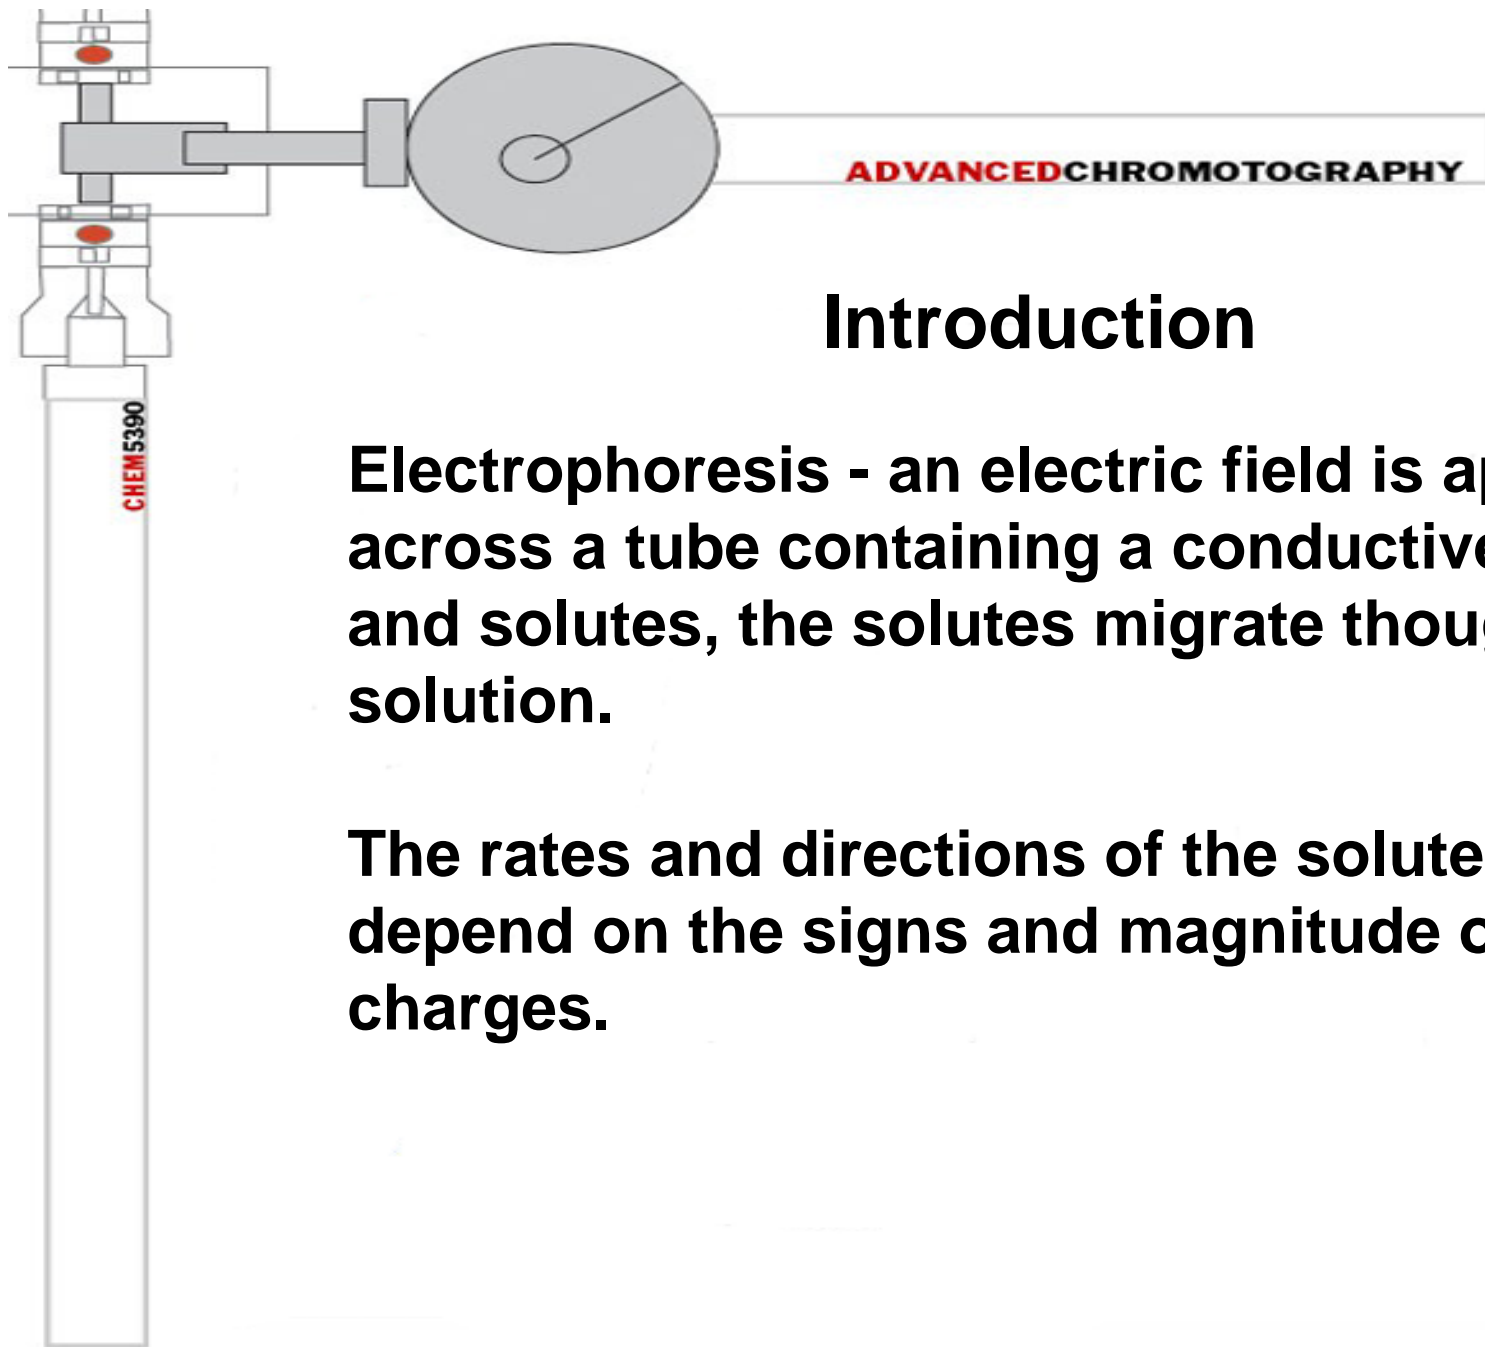 ADVANCEDCHROMOTOGRAPHY
Introduction
CHEM5390
Electrophoresis - an electric field is
across a tube containing a conductive
and solutes, the solutes migrate
solution.
The rates and directions of the solute
depend on the signs and magnitude
charges.